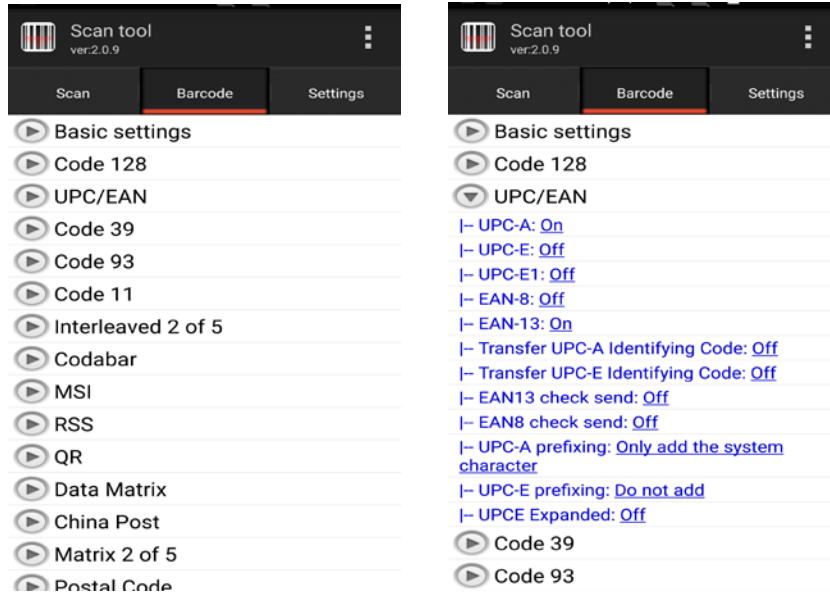 Scan tool
ver:2.0.9
Scan Barcode Settings
Basic settings
Code 128
UPC/EAN
Code 39
Code 93
Code 11
Interleaved 2 of 5
Codabar
MSI
RSS
QR
Data Matrix
China Post
Matrix 2 of 5
Postal Code
Scan tool
ver:2.0.9
Scan Barcode Settings
Basic settings
Code 128
UPC/EAN
|-- UPC-A: On
|-- UPC-E: Off
|-- UPC-E1: Off
|-- EAN-8: Off
|-- EAN-13: On
|-- Transfer UPC-A Identifying Code: Off
|-- Transfer UPC-E Identifying Code: Off
|-- EAN13 check send: Off
|-- EAN8 check send: Off
|-- UPC-A prefixing: Only add the system
character
|-- UPC-E prefixing: Do not add
|-- UPCE Expanded: Off
Code 39
Code 93